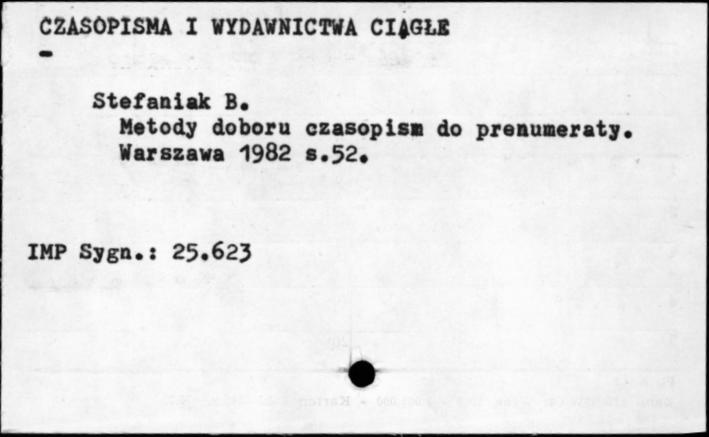 CZASOPISMA I WYDAWNICTWA CIĄGŁE
-
Stefaniak B.
Metody doboru czasopism do prenumeraty.
Warszawa 1982 s.52.
IMP Sygn.: 25.623